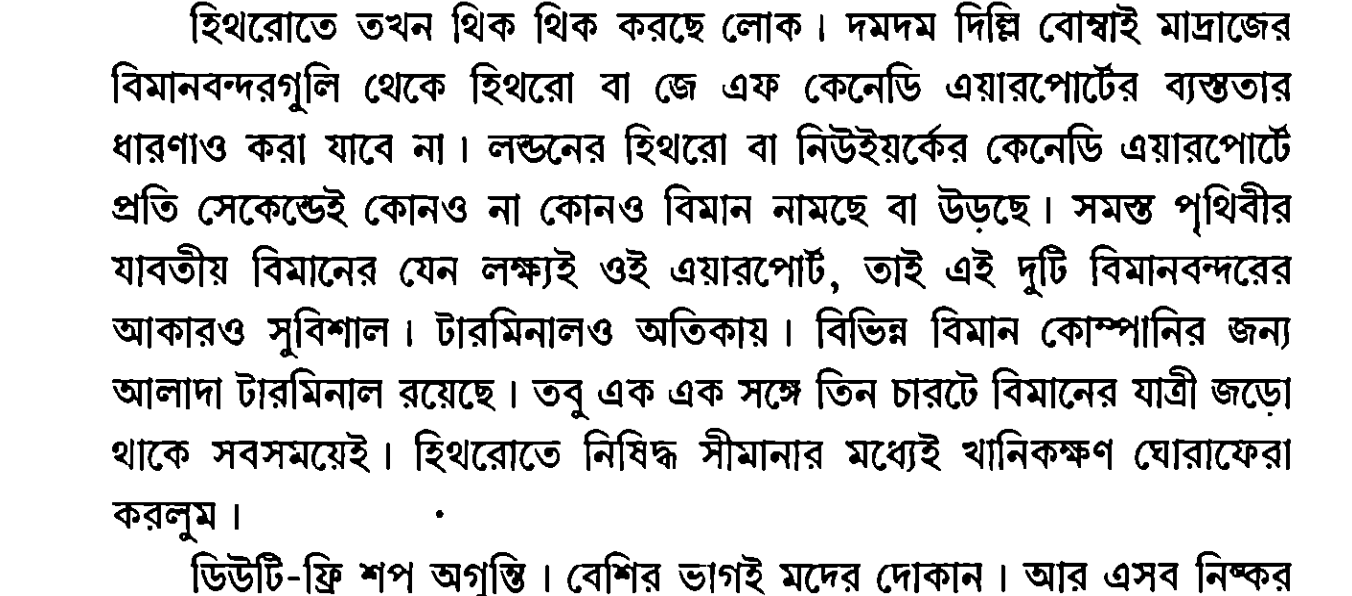 হিথরোতে তখন থিক থিক করছে লোক। দমদম দিল্লি বোম্বাই মাদ্রাজের
বিমানবন্দরগুলি থেকে হিথরো বা জে এফ কেনেডি এয়ারপোর্টের ব্যস্ততার
ধারণাও করা যাবে না। লন্ডনের হিথরো বা নিউইয়র্কের কেনেডি এয়ারপোর্টে
প্রতি সেকেন্ডেই কোনও না কোনও বিমান নামছে বা উড়ছে। সমস্ত পৃথিবীর
যাবতীয় বিমানের যেন লক্ষ্যই ওই এয়ারপোর্ট, তাই এই দুটি বিমানবন্দরের
আকারও সুবিশাল। টারমিনালও অতিকায়। বিভিন্ন বিমান কোম্পানির জন্য
আলাদা টারমিনাল রয়েছে। তবু এক এক সঙ্গে তিন চারটে বিমানের যাত্রী জড়ো
থাকে সবসময়েই। হিথরোতে নিষিদ্ধ সীমানার মধ্যেই খানিকক্ষণ ঘোরাফেরা
করলুম।
ডিউটি-ফ্রি শপ অগুন্তি। বেশির ভাগই মদের দোকান। আর এসব নিষ্কর